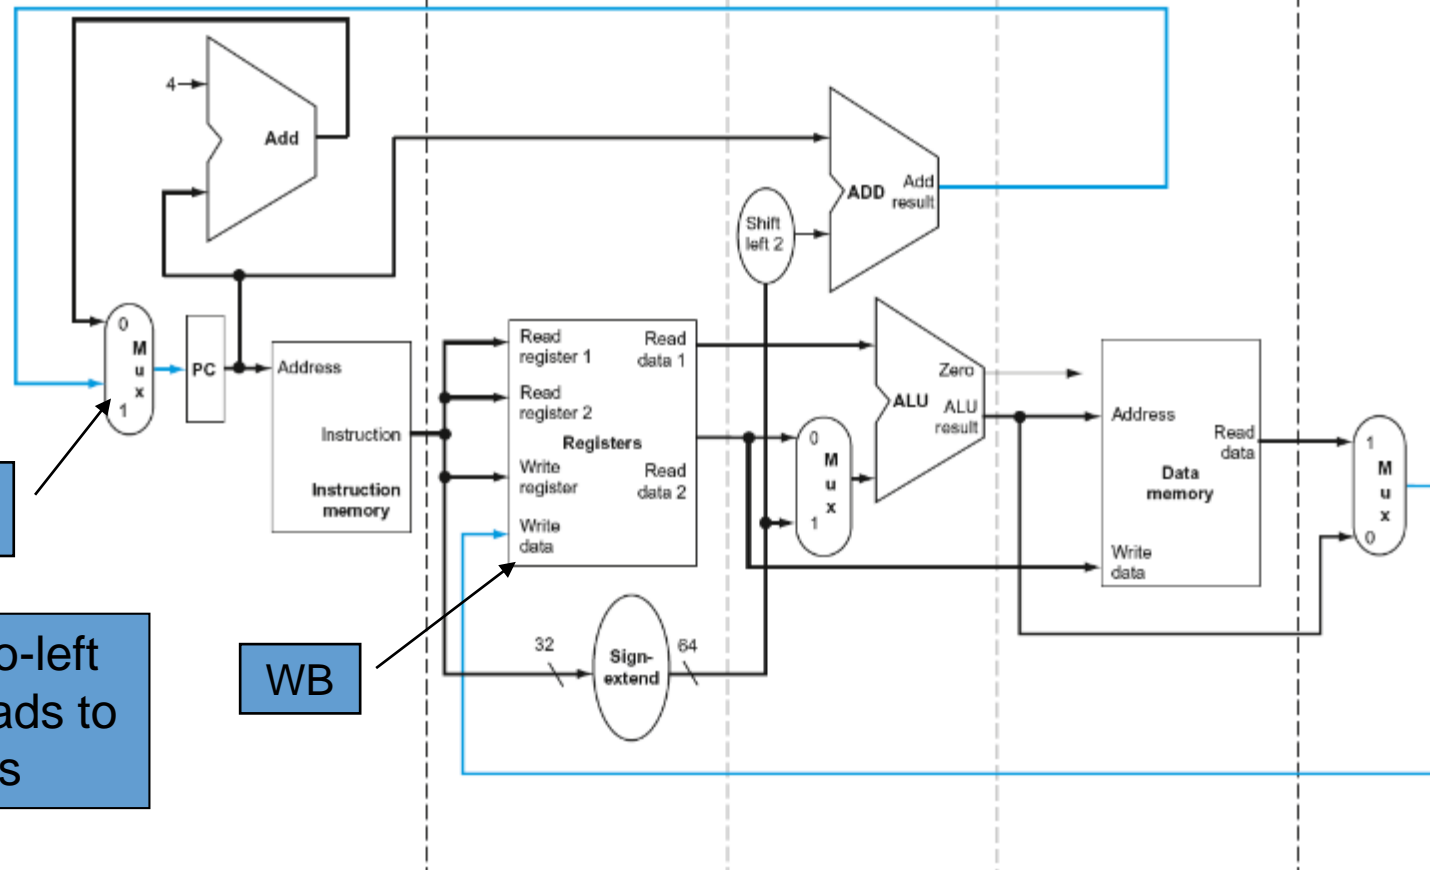 4
Add
ADD
Add
result
Shift
left 2
0
M
u
x
1
PC
Address
Instruction
Instruction
memory
Read
register 1
Read
data 1
Read
register 2
Registers
Write
register
Read
data 2
Write
data
0
M
u
x
1
Zero
ALU
ALU
result
Address
Read
data
Data
memory
Write
data
1
M
u
x
0
32
Sign-
extend
64
WB
o-left
ads to
s